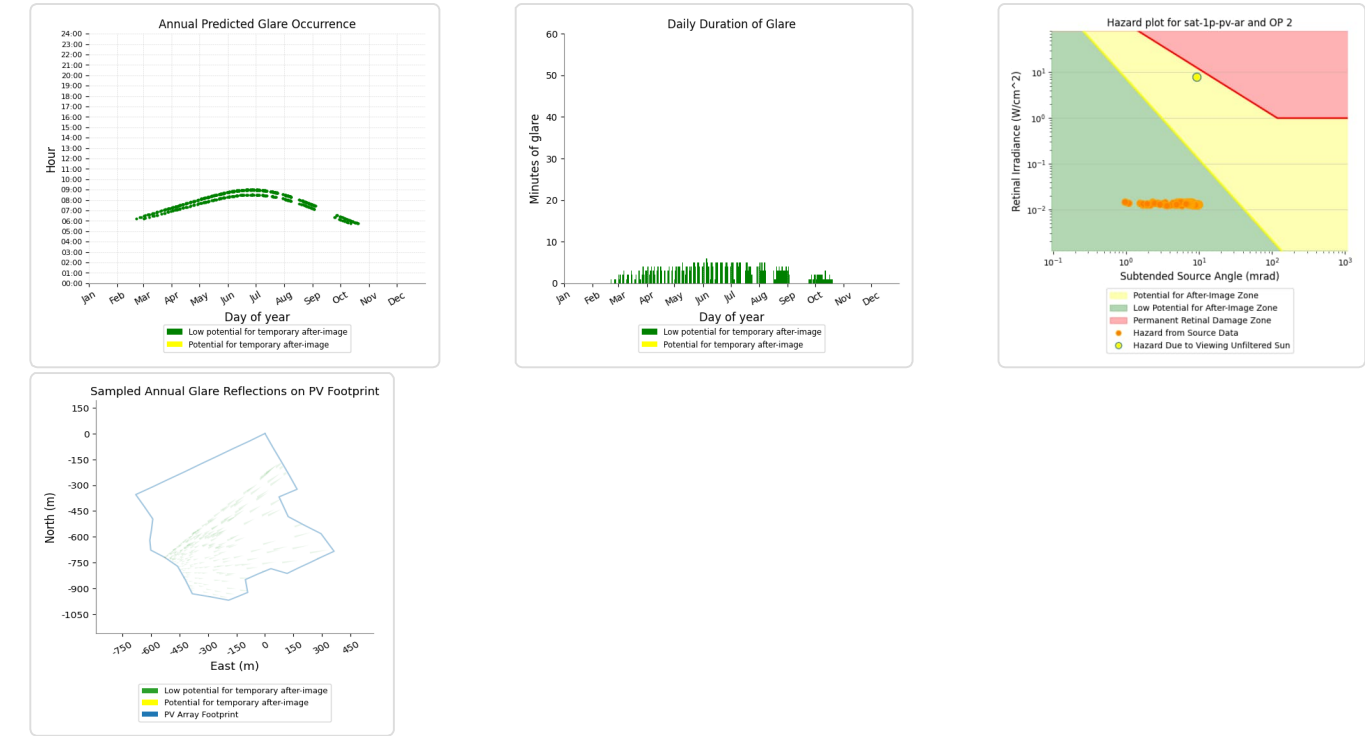 Annual Predicted Glare Occurrence
24:00
23:00
22:00
21:00
20:00
19:00
18:00
17:00
16:00
15:00
14:00
13:00
12:00
11:00
10:00
09:00
08:00
07:00
06:00
05:00
04:00
03:00
02:00
01:00
00:00
Hour
Jan Feb Mar Apr May Jun Jul Aug Sep Oct Nov Dec
Day of year
Low potential for temporary after-image
Potential for temporary after-image
Daily Duration of Glare
60
50
40
30
20
10
0
Minutes of glare
Jan Feb Mar Apr May Jun Jul Aug Sep Oct Nov Dec
Day of year
Low potential for temporary after-image
Potential for temporary after-image
Hazard plot for sat-1p-pv-ar and OP 2
10^1
10^0
10^-1
10^-2
Retinal Irradiance (W/cm^2)
10^-1 10^0 10^1 10^2 10^3
Subtended Source Angle (mrad)
Potential for After-Image Zone
Low Potential for After-Image Zone
Permanent Retinal Damage Zone
Hazard from Source Data
Hazard Due to Viewing Unfiltered Sun
Sampled Annual Glare Reflections on PV Footprint
150
0
-150
-300
-450
-600
-750
-900
-1050
North (m)
-750 -600 -450 -300 -150 0 150 300 450
East (m)
Low potential for temporary after-image
Potential for temporary after-image
PV Array Footprint